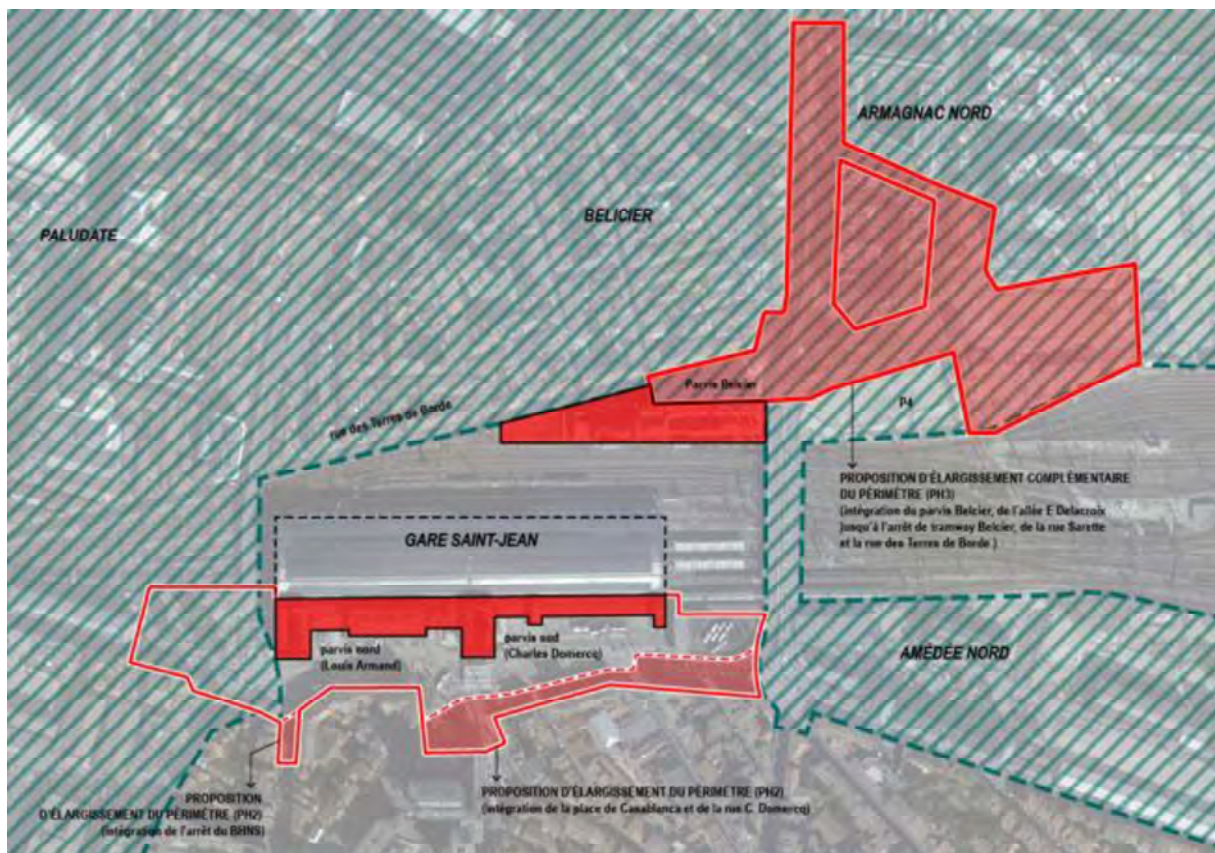 ARMAGNAC NORD
BELICIER
PALUDATE
Parvis Belcier
rue des Terres de Borde
P4
PROPOSITION D'ÉLARGISSEMENT COMPLÉMENTAIRE
DU PÉRIMÈTRE (PH3)
(intégration du parvis Belcier, de l'allée E Delacroix
jusqu'à l'arrêt de tramway Belcier, de la rue Sarette
et la rue des Terres de Borde.)
GARE SAINT-JEAN
parvis nord
(Louis Armand)
parvis sud
(Charles Domercq)
AMÉDÉE NORD
PROPOSITION
D'ÉLARGISSEMENT DU PÉRIMÈTRE (PH2)
(intégration de l'arrêt du BHNS)
PROPOSITION D'ÉLARGISSEMENT DU PÉRIMÈTRE (PH2)
(intégration de la place de Casablanca et de la rue C. Domercq)